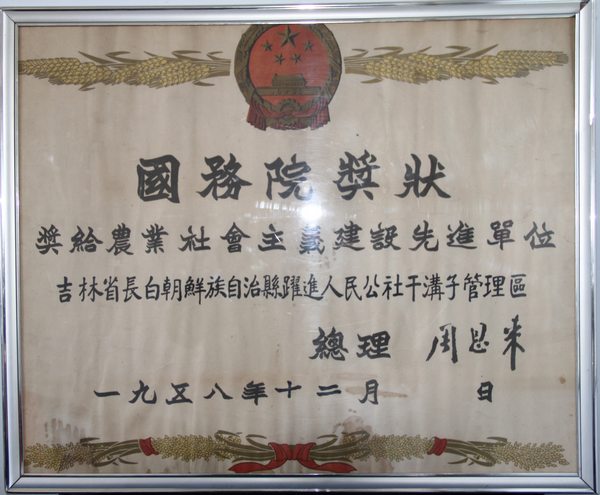 國務院獎狀
獎給農業社會主義建設先進單位
吉林省長白朝鮮族自治縣躍進人民公社干溝子管理區
總理 周恩来
一九五八年十二月 日